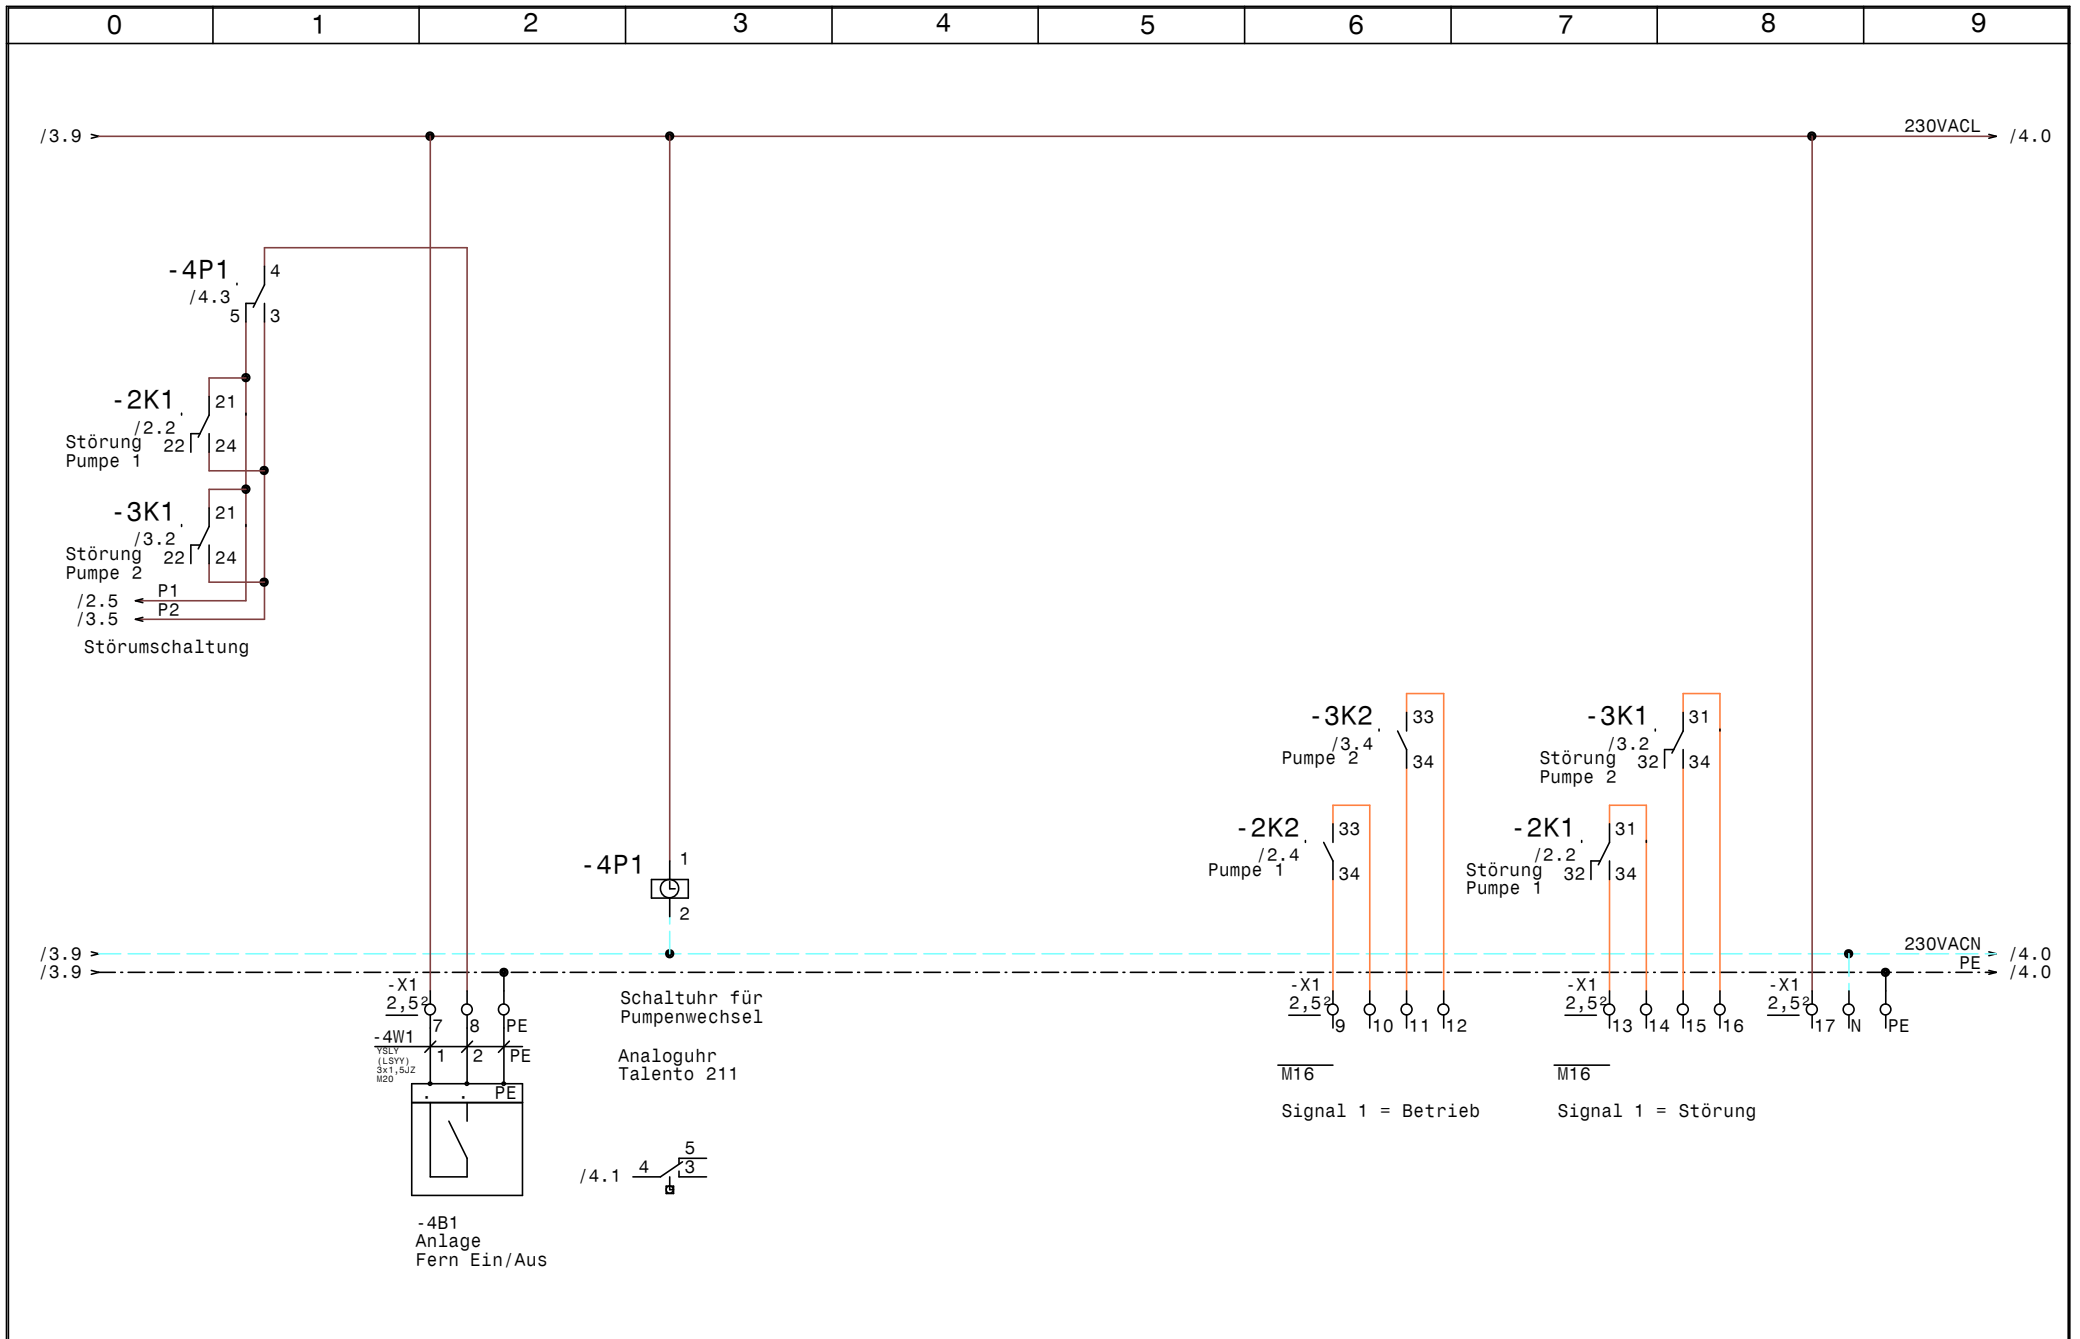 0 1 2 3 4 5 6 7 8 9
/3.9 230VACL /4.0
-4P1
/4.3
4
5 3
-2K1
/2.2
Störung
Pumpe 1
21
22 24
-3K1
/3.2
Störung
Pumpe 2
21
22 24
/2.5 P1
/3.5 P2
Störumschaltung
-4P1
1
2
-3K2
/3.4
Pumpe 2
33
34
-2K2
/2.4
Pumpe 1
33
34
-3K1
/3.2
Störung
Pumpe 2
31
32 34
-2K1
/2.2
Störung
Pumpe 1
31
32 34
/3.9 230VACN /4.0
/3.9 PE /4.0
-X1
2,5²
7 8 PE
-4W1
YSLY
(LSYY)
3x1,5JZ
M20
1 2 PE
PE
-4B1
Anlage
Fern Ein/Aus
Schaltuhr für
Pumpenwechsel
Analoguhr
Talento 211
/4.1 4 5
3
-X1
2,5²
9 10 11 12
M16
Signal 1 = Betrieb
-X1
2,5²
13 14 15 16
M16
Signal 1 = Störung
-X1
2,5²
17 N PE